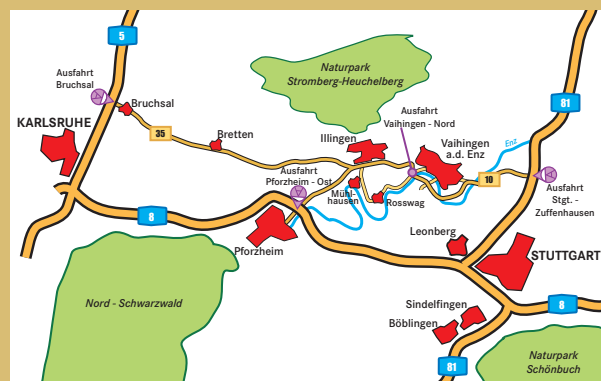 5
Naturpark
Stromberg-Heuchelberg
Ausfahrt
Bruchsal
81
Bruchsal
Ausfahrt
Vaihingen - Nord
KARLSRUHE
35
Bretten
Illingen
Vaihingen
a.d. Enz
Enz
Ausfahrt
Pforzheim - Ost
10
Mühl-
hausen
Rosswag
Ausfahrt
Stgt. -
Zuffenhausen
8
Leonberg
Pforzheim
STUTTGART
Nord - Schwarzwald
Sindelfingen
8
Böblingen
Naturpark
Schönbuch
81